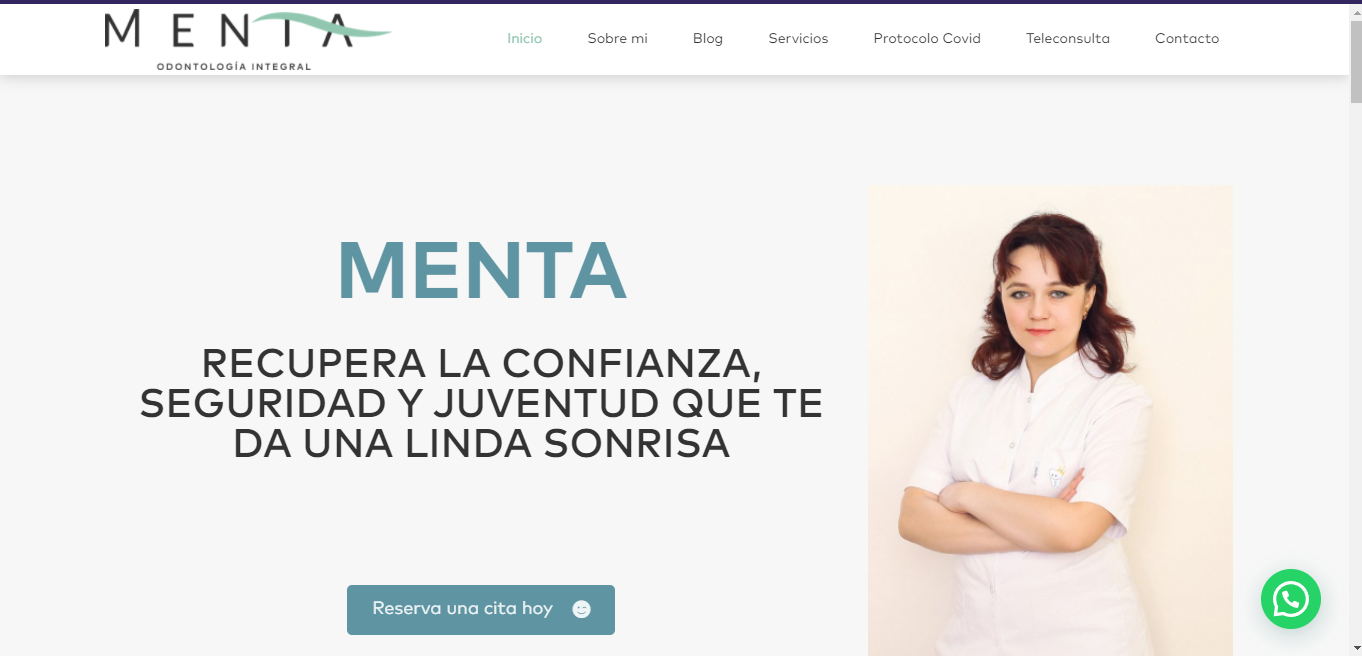 MENTA
ODONTOLOGÍA INTEGRAL
Inicio Sobre mi Blog Servicios Protocolo Covid Teleconsulta Contacto
MENTA
RECUPERA LA CONFIANZA,
SEGURIDAD Y JUVENTUD QUE TE
DA UNA LINDA SONRISA
Reserva una cita hoy